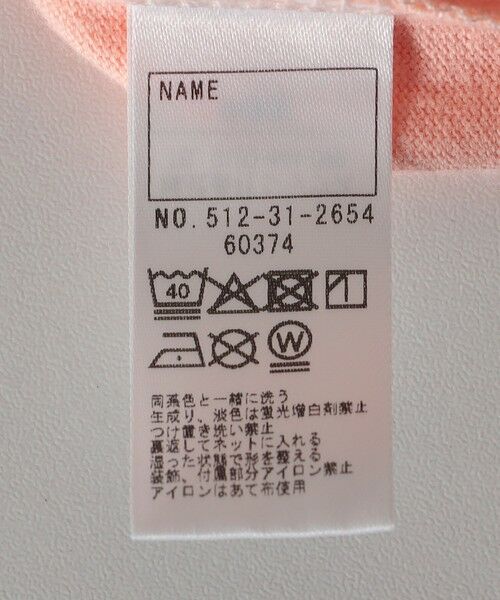 NAME
NO. 512-31-2654
60374
40
W
同系色と一緒に洗う
生成り、淡色は蛍光増白剤禁止
つけ置き洗い禁止
裏返してネットに入れる
湿った状態で形を整える
装飾、付属部分アイロン禁止
アイロンはあて布使用